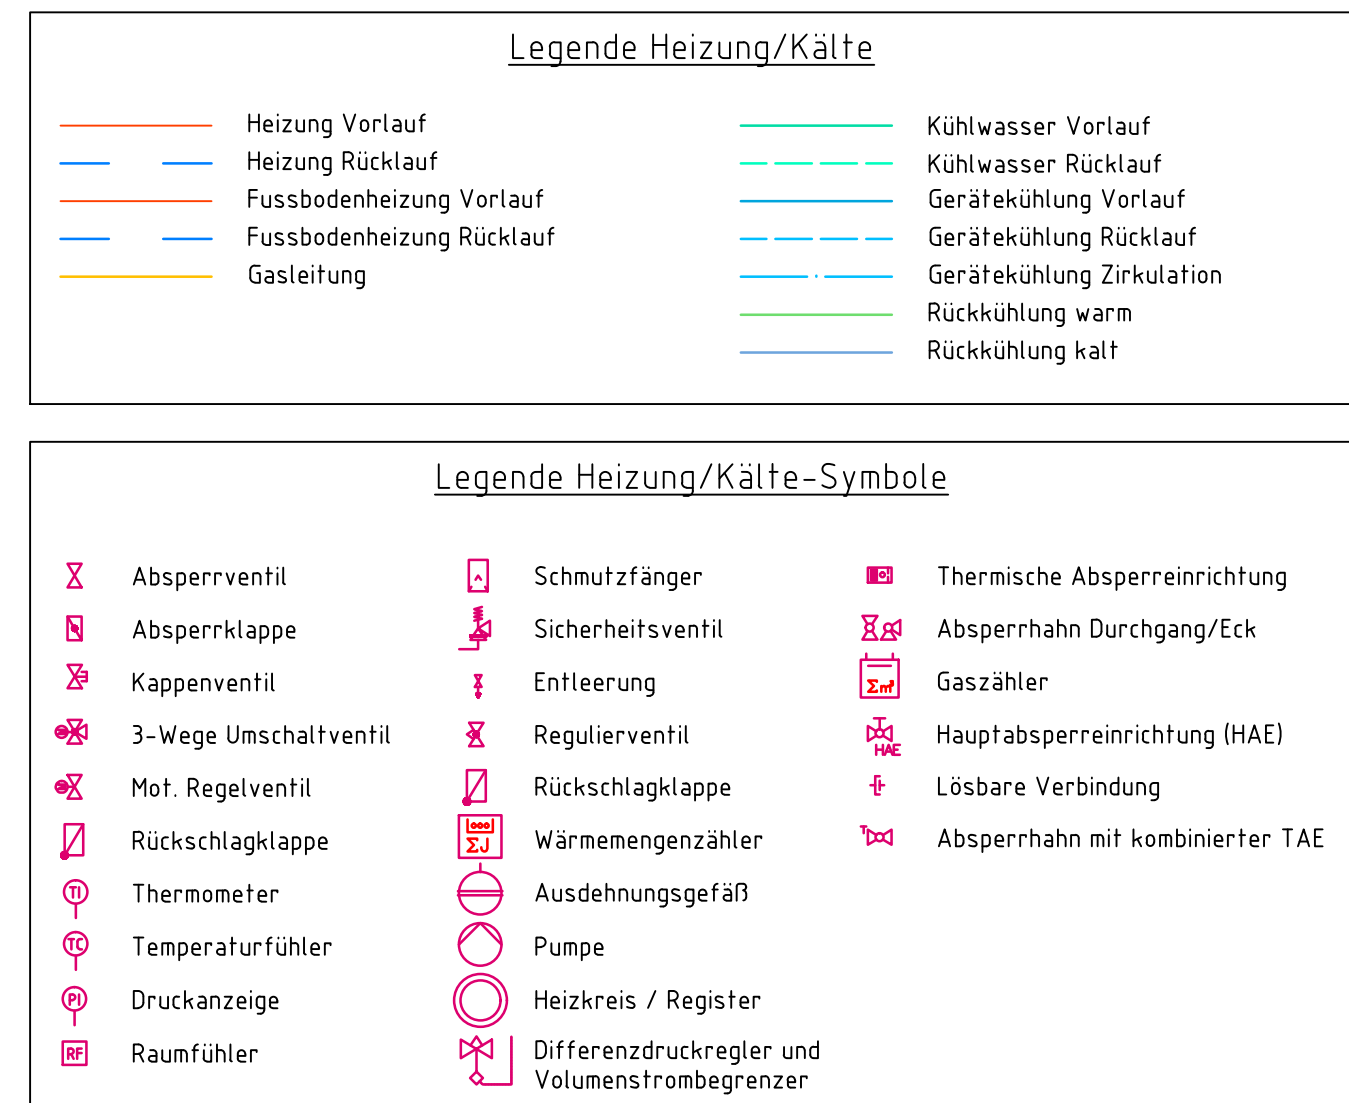 Legende Heizung/Kälte
Heizung Vorlauf
Heizung Rücklauf
Fussbodenheizung Vorlauf
Fussbodenheizung Rücklauf
Gasleitung
Kühlwasser Vorlauf
Kühlwasser Rücklauf
Gerätekühlung Vorlauf
Gerätekühlung Rücklauf
Gerätekühlung Zirkulation
Rückkühlung warm
Rückkühlung kalt
Legende Heizung/Kälte-Symbole
Absperrventil
Absperrklappe
Kappenventil
M 3-Wege Umschaltventil
M Mot. Regelventil
Rückschlagklappe
TI Thermometer
TC Temperaturfühler
PI Druckanzeige
RF Raumfühler
Schmutzfänger
Sicherheitsventil
Entleerung
Regulierventil
Rückschlagklappe
ooo
ΣJ Wärmemengenzähler
Ausdehnungsgefäß
Pumpe
Heizkreis / Register
Differenzdruckregler und
Volumenstrombegrenzer
Thermische Absperreinrichtung
Absperrhahn Durchgang/Eck
Σm³ Gaszähler
HAE Hauptabsperreinrichtung (HAE)
Lösbare Verbindung
T Absperrhahn mit kombinierter TAE